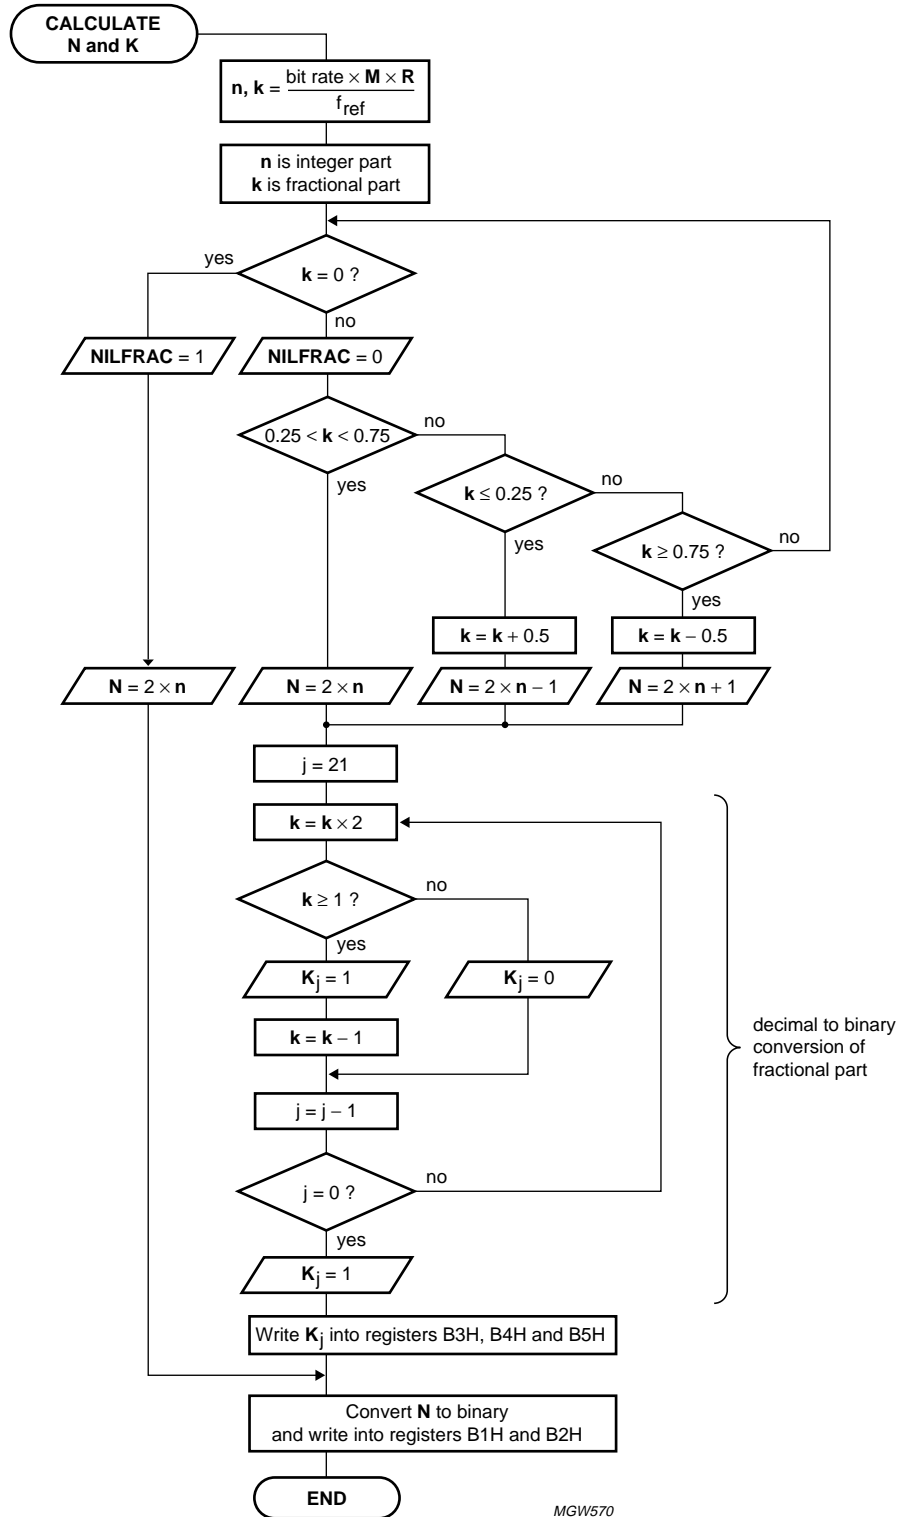 CALCULATE
N and K
n, k = bit rate × M × R
f_ref
n is integer part
k is fractional part
yes
k = 0 ?
no
NILFRAC = 1
NILFRAC = 0
0.25 < k < 0.75
no
yes
k ≤ 0.25 ?
no
yes
k ≥ 0.75 ?
no
yes
k = k + 0.5
k = k − 0.5
N = 2 × n
N = 2 × n
N = 2 × n − 1
N = 2 × n + 1
j = 21
k = k × 2
k ≥ 1 ?
no
yes
K_j = 1
K_j = 0
k = k − 1
j = j − 1
decimal to binary
conversion of
fractional part
j = 0 ?
no
yes
K_j = 1
Write K_j into registers B3H, B4H and B5H
Convert N to binary
and write into registers B1H and B2H
END
MGW570